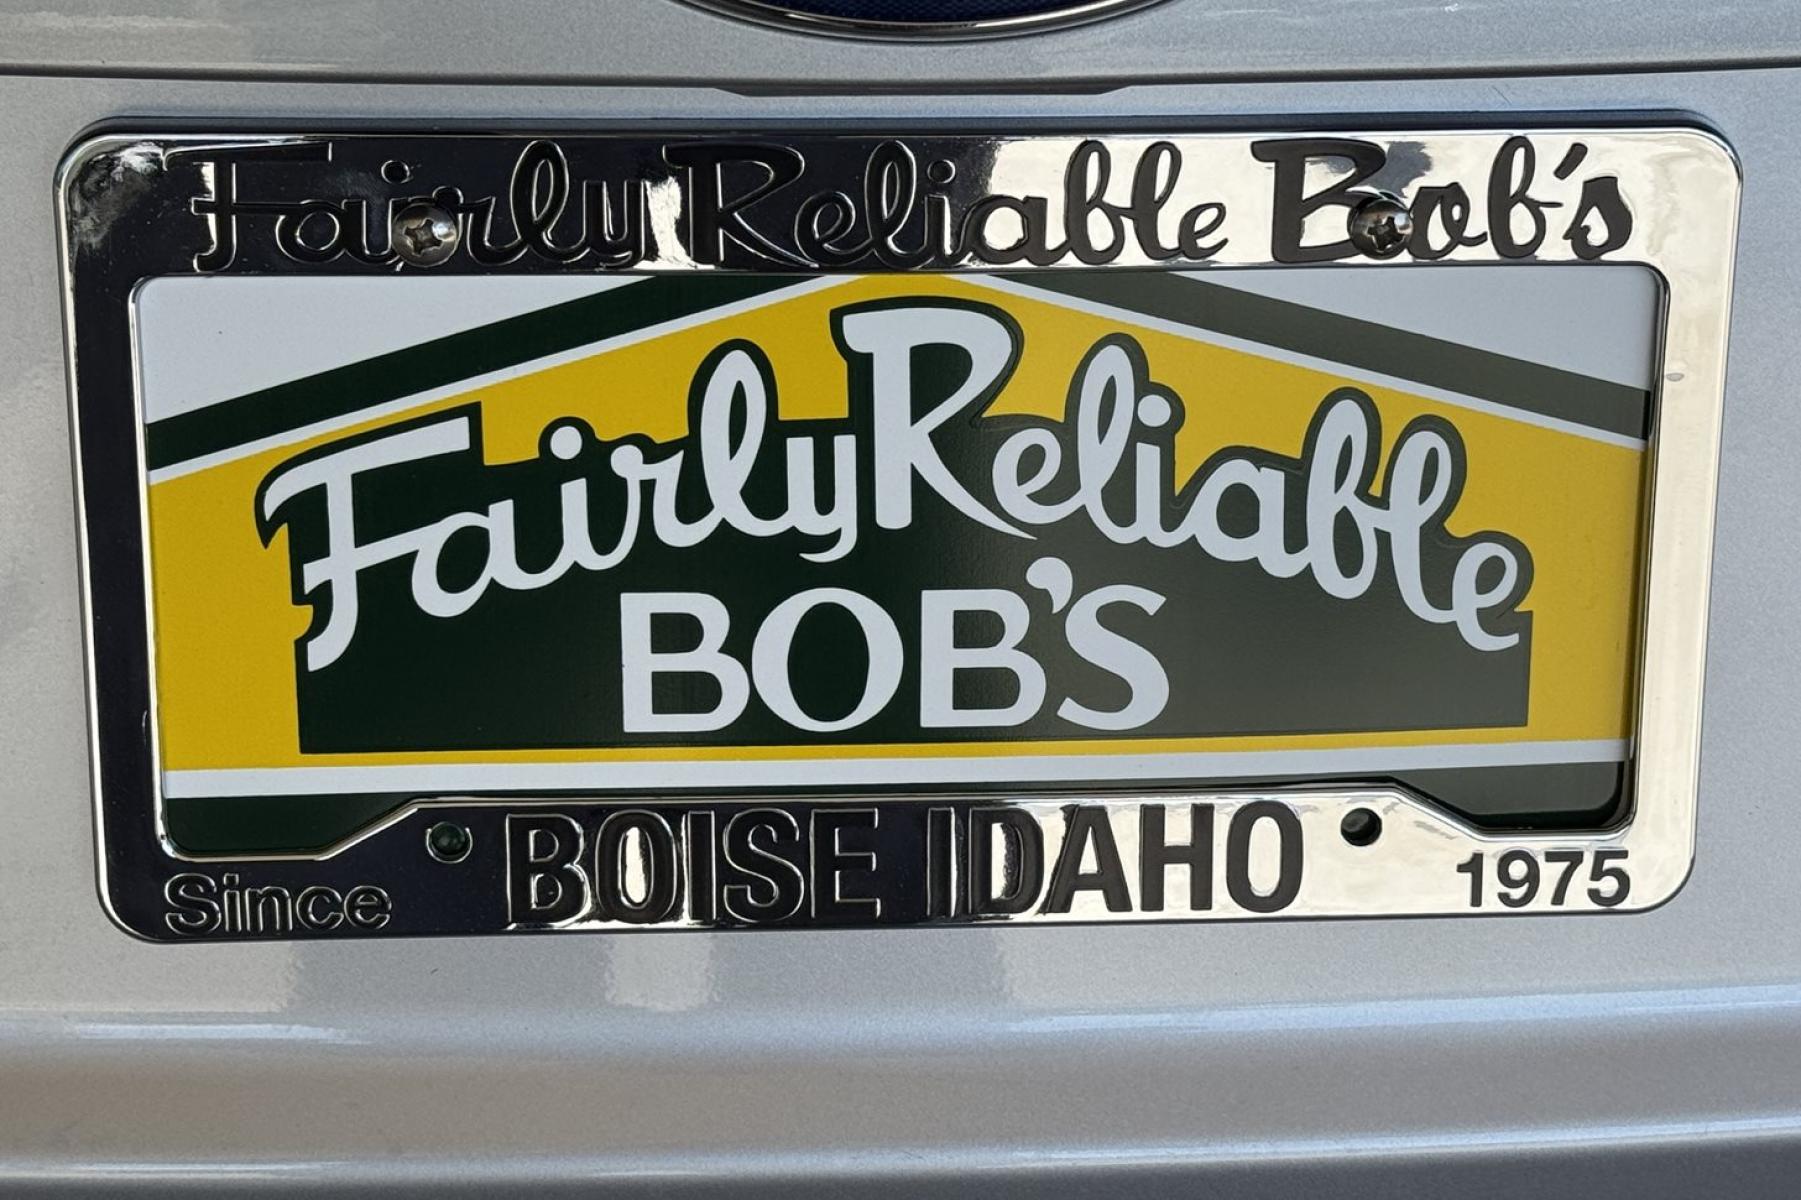 Fairly Reliable Bob's
Fairly Reliable
BOB'S
BOISE IDAHO
Since 1975